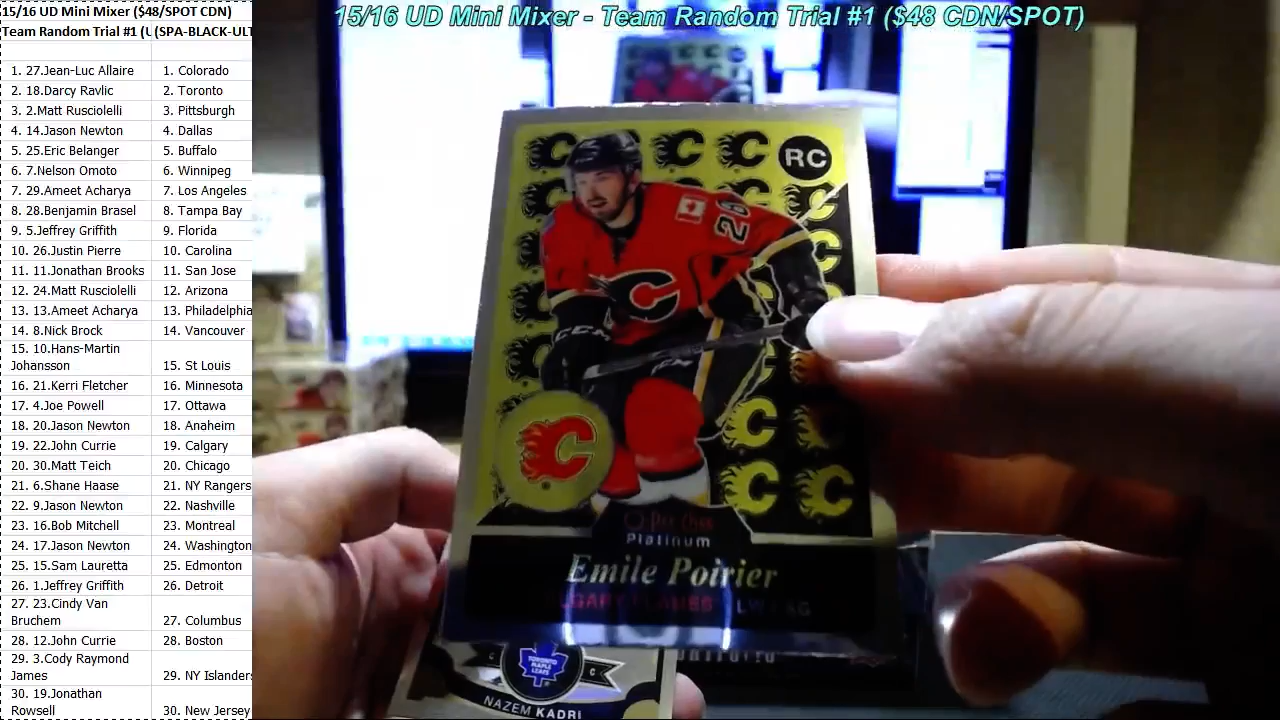 15/16 UD Mini Mixer ($48/SPOT CDN)
Team Random Trial #1 (U (SPA-BLACK-ULT
1. 27.Jean-Luc Allaire 1. Colorado
2. 18.Darcy Ravlic 2. Toronto
3. 2.Matt Rusciolelli 3. Pittsburgh
4. 14.Jason Newton 4. Dallas
5. 25.Eric Belanger 5. Buffalo
6. 7.Nelson Omoto 6. Winnipeg
7. 29.Ameet Acharya 7. Los Angeles
8. 28.Benjamin Brasel 8. Tampa Bay
9. 5.Jeffrey Griffith 9. Florida
10. 26.Justin Pierre 10. Carolina
11. 11.Jonathan Brooks 11. San Jose
12. 24.Matt Rusciolelli 12. Arizona
13. 13.Ameet Acharya 13. Philadelphia
14. 8.Nick Brock 14. Vancouver
15. 10.Hans-Martin
Johansson 15. St Louis
16. 21.Kerri Fletcher 16. Minnesota
17. 4.Joe Powell 17. Ottawa
18. 20.Jason Newton 18. Anaheim
19. 22.John Currie 19. Calgary
20. 30.Matt Teich 20. Chicago
21. 6.Shane Haase 21. NY Rangers
22. 9.Jason Newton 22. Nashville
23. 16.Bob Mitchell 23. Montreal
24. 17.Jason Newton 24. Washington
25. 15.Sam Lauretta 25. Edmonton
26. 1.Jeffrey Griffith 26. Detroit
27. 23.Cindy Van
Bruchem 27. Columbus
28. 12.John Currie 28. Boston
29. 3.Cody Raymond
James 29. NY Islanders
30. 19.Jonathan
Rowsell 30. New Jersey
15/16 UD Mini Mixer - Team Random Trial #1 ($48 CDN/SPOT)
RC
26
CCM
CCM
O Pee Chee
Platinum
Emile Poirier
CALGARY FLAMES LW
TORONTO
MAPLE
LEAFS
C C
NAZEM KADRI